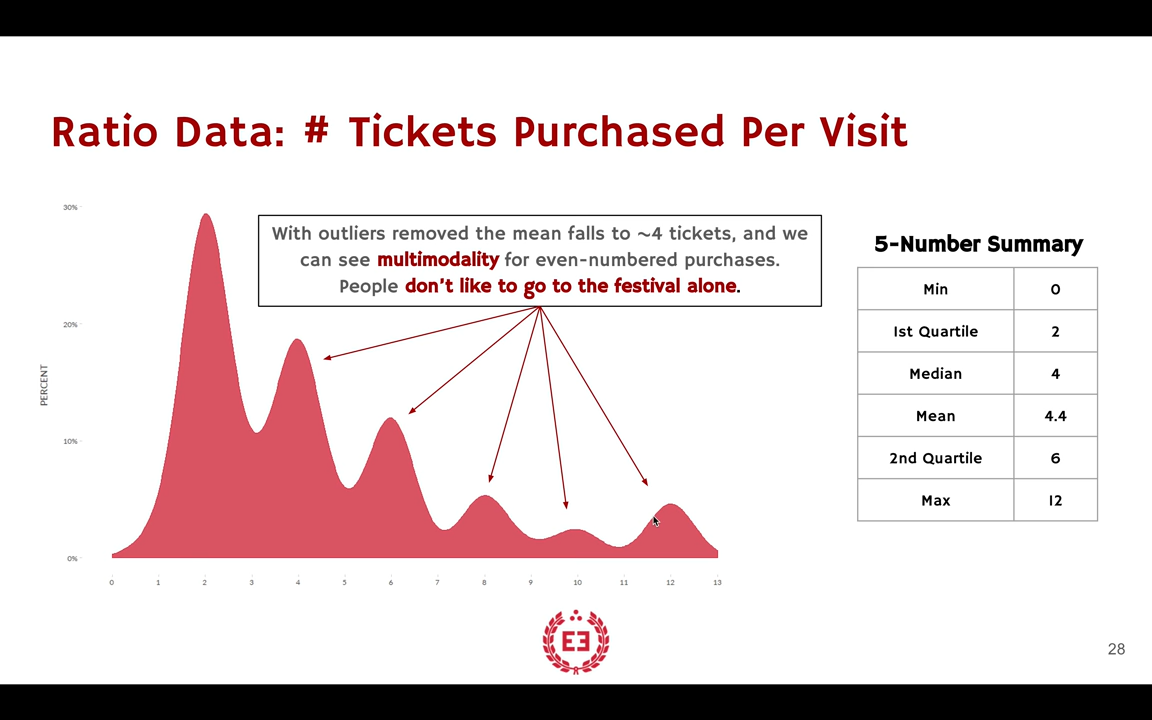 Ratio Data: # Tickets Purchased Per Visit
30%
20%
10%
0%
PERCENT
0 1 2 3 4 5 6 7 8 9 10 11 12 13
With outliers removed the mean falls to ~4 tickets, and we
can see multimodality for even-numbered purchases.
People don't like to go to the festival alone.
5-Number Summary
Min 0
1st Quartile 2
Median 4
Mean 4.4
2nd Quartile 6
Max 12
EE
28